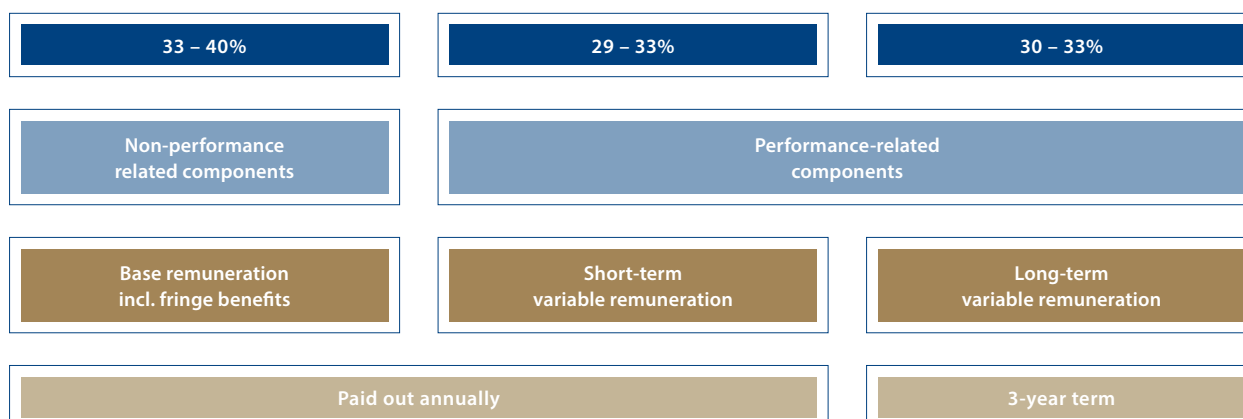 33 – 40%
29 – 33%
30 – 33%
Non-performance
related components
Performance-related
components
Base remuneration
incl. fringe benefits
Short-term
variable remuneration
Long-term
variable remuneration
Paid out annually
3-year term